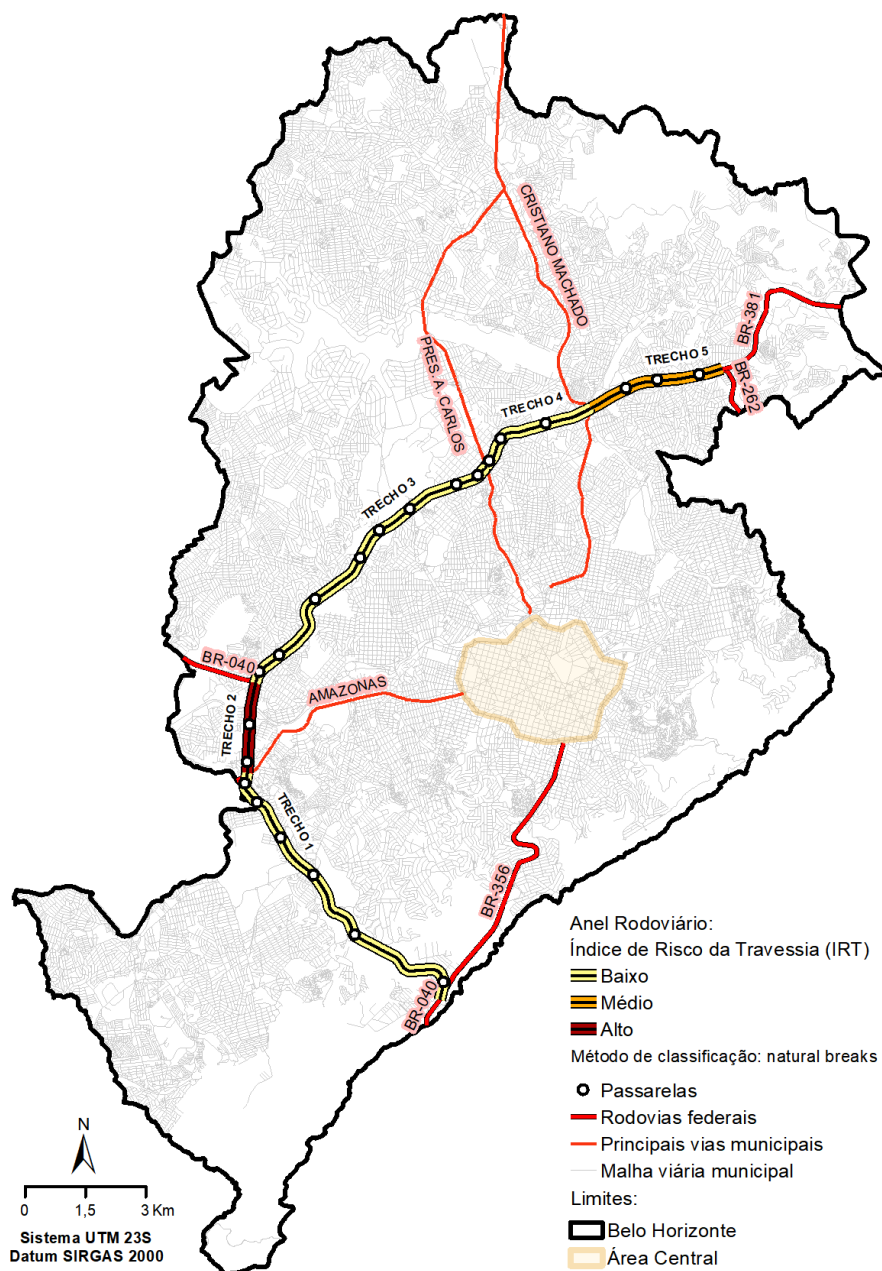 CRISTIANO MACHADO
BR-381
PRES. A. CARLOS
TRECHO 5
BR-262
TRECHO 4
TRECHO 3
BR-040
AMAZONAS
TRECHO 2
TRECHO 1
BR-356
BR-040
Anel Rodoviário:
Índice de Risco da Travessia (IRT)
Baixo
Médio
Alto
Método de classificação: natural breaks
Passarelas
Rodovias federais
Principais vias municipais
Malha viária municipal
Limites:
Belo Horizonte
Área Central
N
0 1,5 3 Km
Sistema UTM 23S
Datum SIRGAS 2000